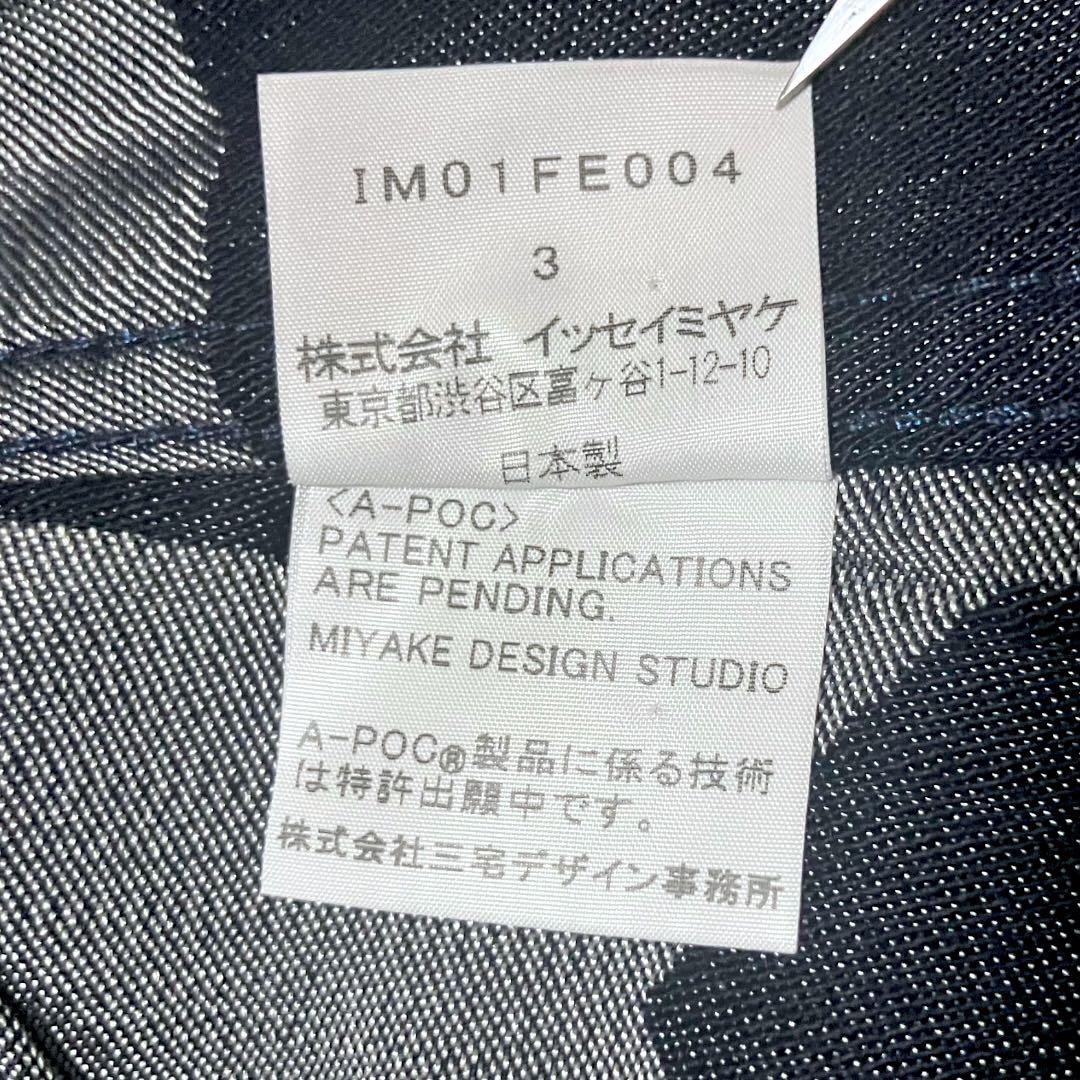 IM01FE004
3
株式会社 イッセイミヤケ
東京都渋谷区富ヶ谷1-12-10
日本製
<A-POC>
PATENT APPLICATIONS
ARE PENDING.
MIYAKE DESIGN STUDIO
A-POC®製品に係る技術
は特許出願中です。
株式会社三宅デザイン事務所